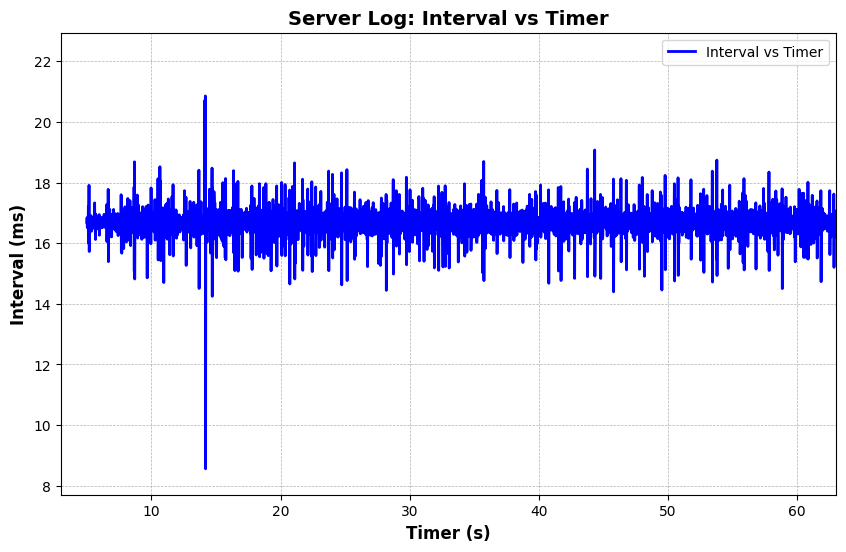 Server Log: Interval vs Timer
Interval vs Timer
22
20
18
16
14
12
10
8
Interval (ms)
10 20 30 40 50 60
Timer (s)